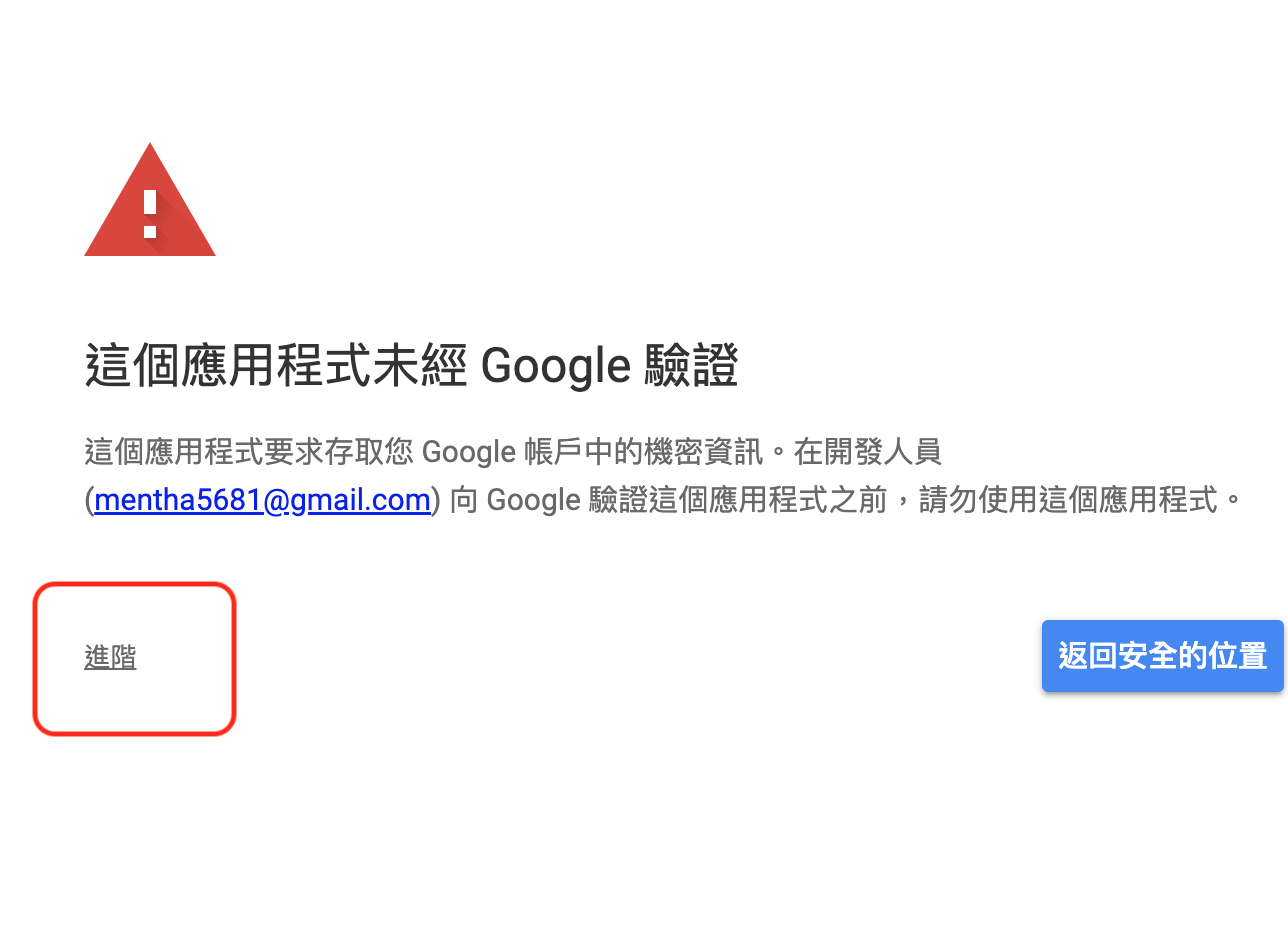 這個應用程式未經 Google 驗證
這個應用程式要求存取您 Google 帳戶中的機密資訊。在開發人員
(mentha5681@gmail.com) 向 Google 驗證這個應用程式之前，請勿使用這個應用程式。
進階
返回安全的位置